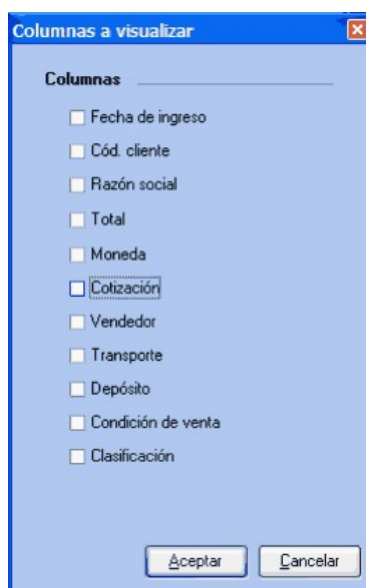 Columnas a visualizar
Columnas
Fecha de ingreso
Cód. cliente
Razón social
Total
Moneda
Cotización
Vendedor
Transporte
Depósito
Condición de venta
Clasificación
Aceptar Cancelar